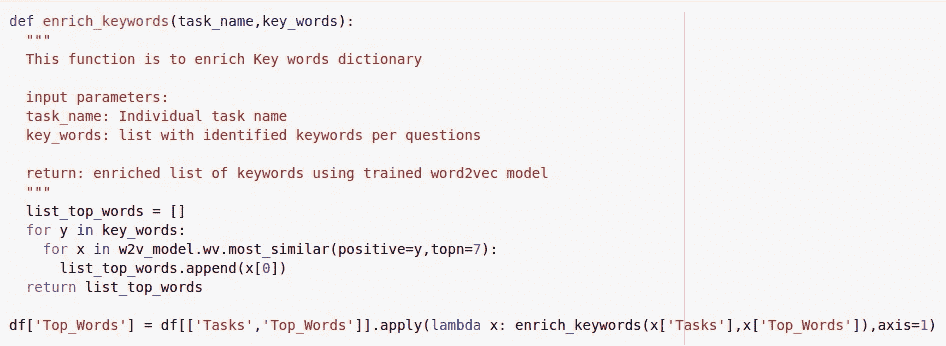 def enrich_keywords(task_name,key_words):
  """
  This function is to enrich Key words dictionary

  input parameters:
  task_name: Individual task name
  key_words: list with identified keywords per questions

  return: enriched list of keywords using trained word2vec model
  """
  list_top_words = []
  for y in key_words:
    for x in w2v_model.wv.most_similar(positive=y,topn=7):
      list_top_words.append(x[0])
  return list_top_words

df['Top_Words'] = df[['Tasks','Top_Words']].apply(lambda x: enrich_keywords(x['Tasks'],x['Top_Words']),axis=1)